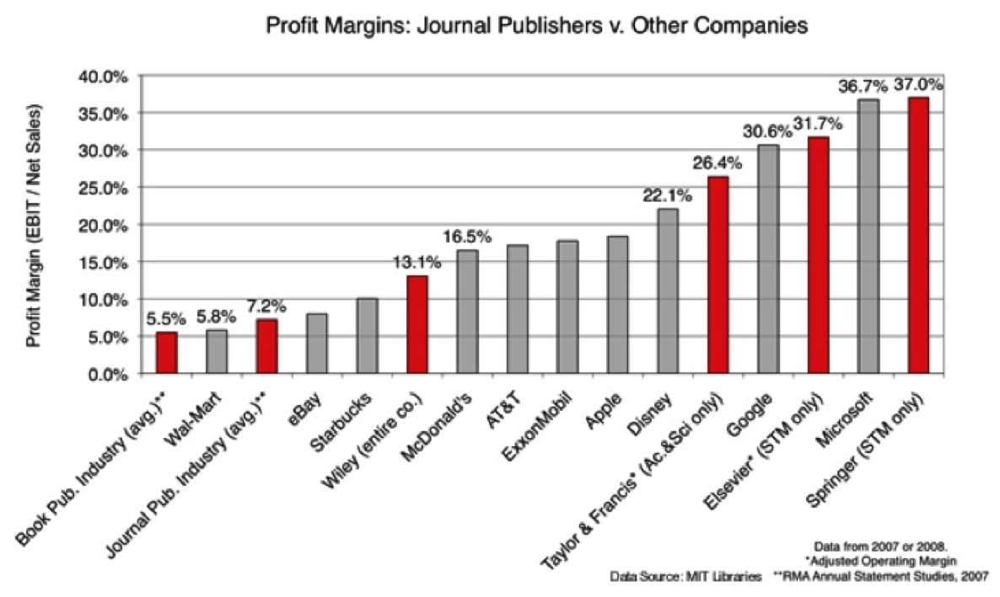 Profit Margins: Journal Publishers v. Other Companies
Profit Margin (EBIT / Net Sales)
40.0%
35.0%
30.0%
25.0%
20.0%
15.0%
10.0%
5.0%
0.0%
5.5%
5.8%
7.2%
13.1%
16.5%
22.1%
26.4%
30.6%
31.7%
36.7%
37.0%
Book Pub. Industry (avg.)**
Wal-Mart
Journal Pub. Industry (avg.)**
eBay
Starbucks
Wiley (entire co.)
McDonald's
AT&T
ExxonMobil
Apple
Disney
Taylor & Francis* (Ac.&Sci only)
Google
Elsevier* (STM only)
Microsoft
Springer (STM only)
Data from 2007 or 2008.
*Adjusted Operating Margin
Data Source: MIT Libraries **RMA Annual Statement Studies, 2007